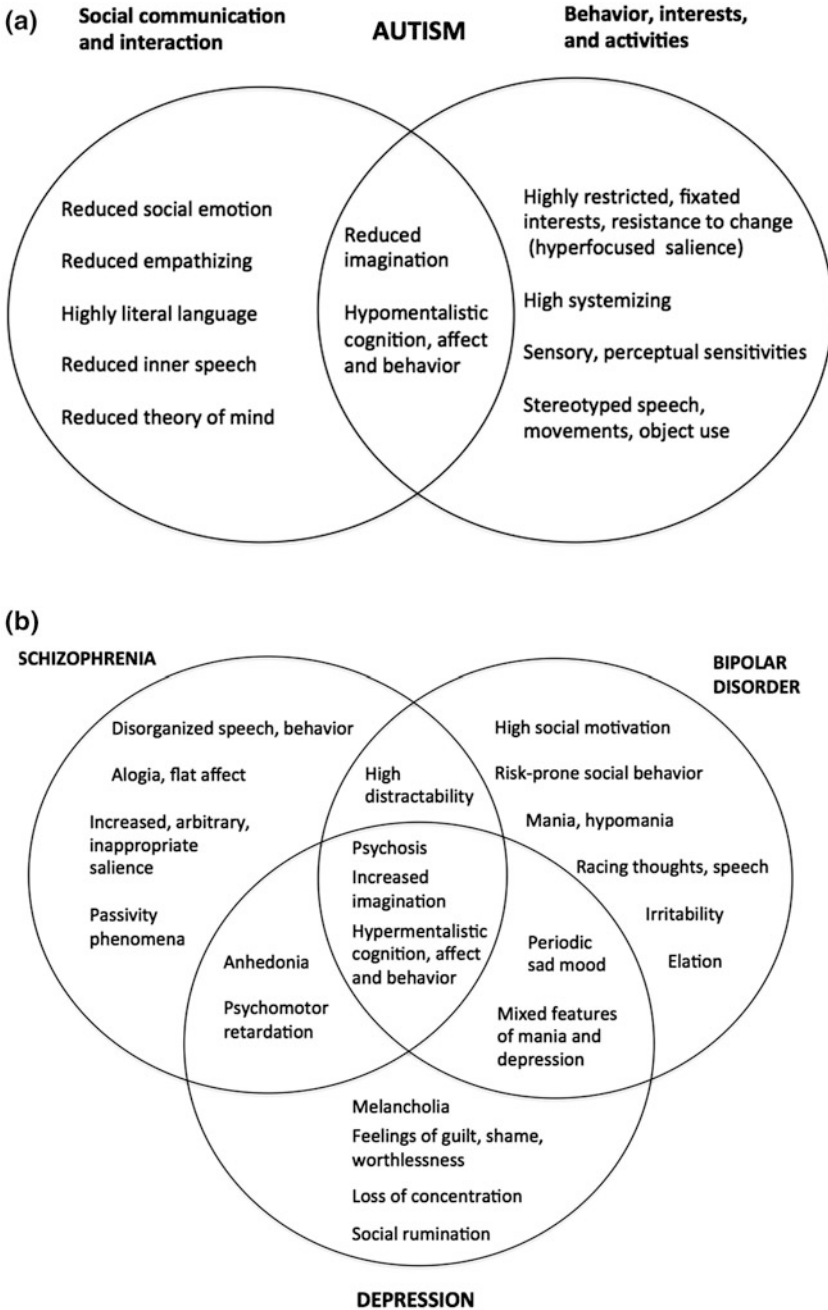 (a)
Social communication
and interaction
AUTISM
Behavior, interests,
and activities
Reduced social emotion
Reduced empathizing
Highly literal language
Reduced inner speech
Reduced theory of mind
Reduced
imagination
Hypomentalistic
cognition, affect
and behavior
Highly restricted, fixated
interests, resistance to change
(hyperfocused salience)
High systemizing
Sensory, perceptual sensitivities
Stereotyped speech,
movements, object use
(b)
SCHIZOPHRENIA
BIPOLAR
DISORDER
Disorganized speech, behavior
Alogia, flat affect
Increased, arbitrary,
inappropriate
salience
Passivity
phenomena
High
distractability
High social motivation
Risk-prone social behavior
Mania, hypomania
Racing thoughts, speech
Irritability
Elation
Psychosis
Increased
imagination
Hypermentalistic
cognition, affect
and behavior
Anhedonia
Psychomotor
retardation
Periodic
sad mood
Mixed features
of mania and
depression
Melancholia
Feelings of guilt, shame,
worthlessness
Loss of concentration
Social rumination
DEPRESSION